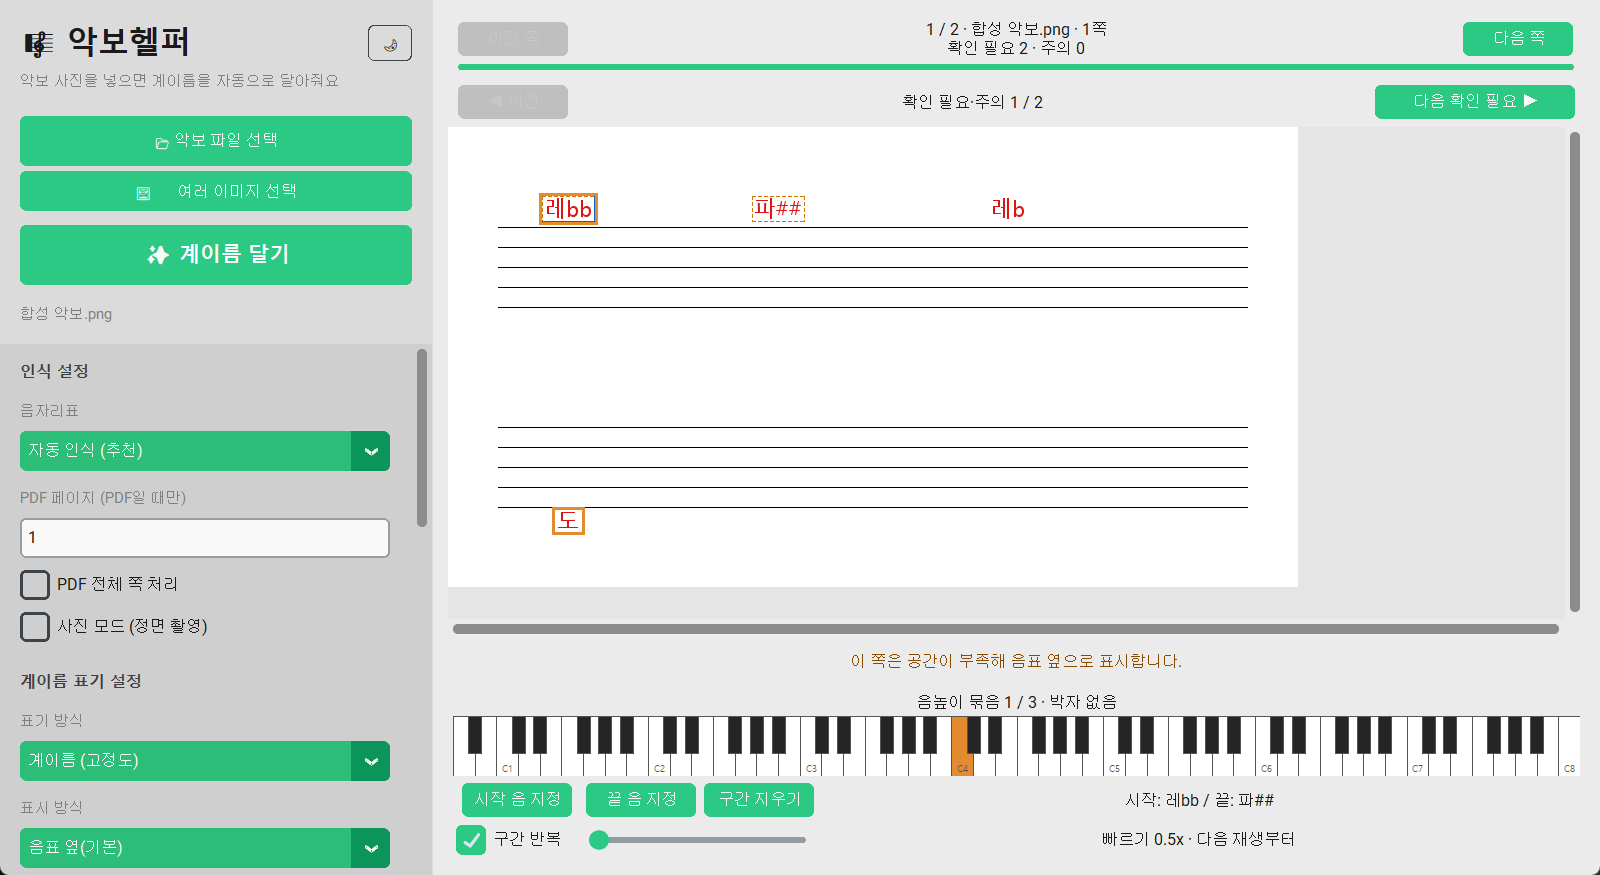 악보헬퍼
악보 사진을 넣으면 계이름을 자동으로 달아줘요
악보 파일 선택
여러 이미지 선택
계이름 달기
합성 악보.png
인식 설정
음자리표
자동 인식 (추천)
PDF 페이지 (PDF일 때만)
1
PDF 전체 쪽 처리
사진 모드 (정면 촬영)
계이름 표기 설정
표기 방식
계이름 (고정도)
표시 방식
음표 옆(기본)
이전 쪽
1 / 2 · 합성 악보.png · 1쪽
확인 필요 2 · 주의 0
다음 쪽
◀ 이전
확인 필요·주의 1 / 2
다음 확인 필요 ▶
레bb 파## 레b
도
이 쪽은 공간이 부족해 음표 옆으로 표시합니다.
음높이 묶음 1 / 3 · 박자 없음
C1 C2 C3 C4 C5 C6 C7 C8
시작 음 지정 끝 음 지정 구간 지우기
시작: 레bb / 끝: 파##
구간 반복
빠르기 0.5x · 다음 재생부터